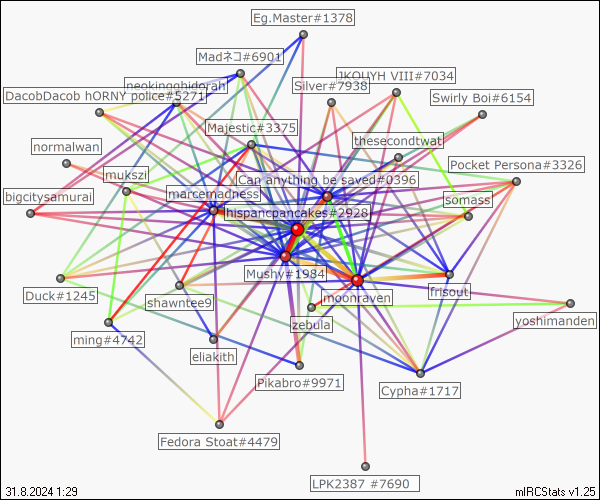 Eg.Master#1378
Madネコ#6901
JKOUYH VIII#7034
neokingghidorah
Silver#7938
DacobDacob hORNY police#5271
Swirly Boi#6154
Majestic#3375
thesecondtwat
normalwan
Pocket Persona#3326
mukszi
Can anything be saved#0396
marcemadness
bigcitysamurai
somass
hispancpancakes#2928
Mushy#1984
Duck#1245
shawntee9
moonraven
frisout
zebula
yoshimanden
ming#4742
eliakith
Pikabro#9971
Cypha#1717
Fedora Stoat#4479
LPK2387 #7690
31.8.2024 1:29
mIRCStats v1.25